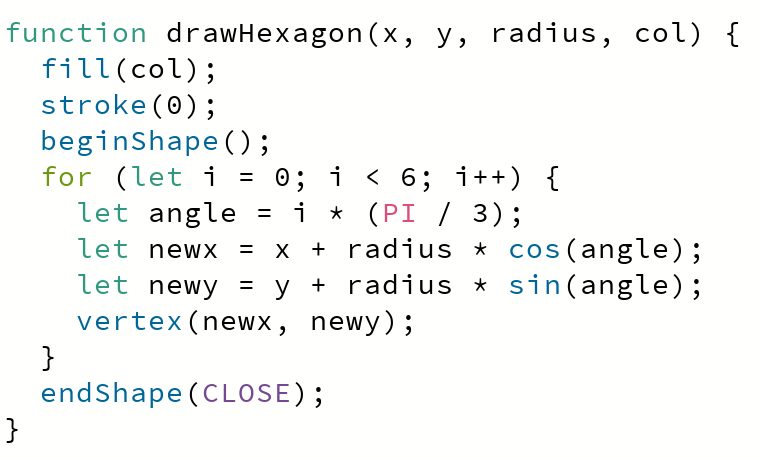 function drawHexagon(x, y, radius, col) {
  fill(col);
  stroke(0);
  beginShape();
  for (let i = 0; i < 6; i++) {
    let angle = i * (PI / 3);
    let newx = x + radius * cos(angle);
    let newy = y + radius * sin(angle);
    vertex(newx, newy);
  }
  endShape(CLOSE);
}